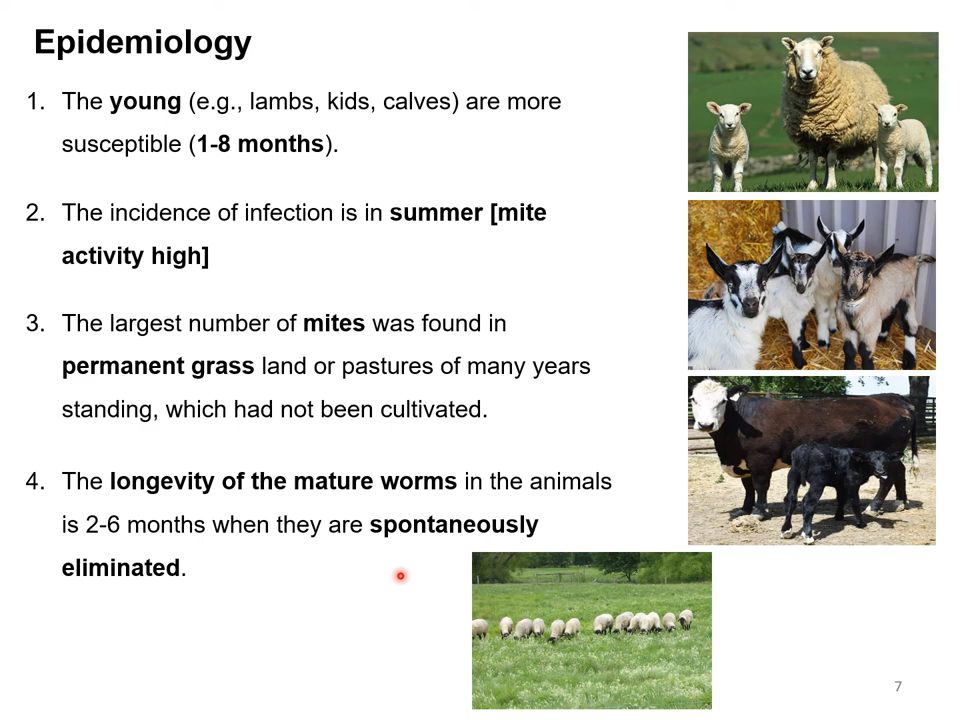 Epidemiology
1. The young (e.g., lambs, kids, calves) are more
susceptible (1-8 months).
2. The incidence of infection is in summer [mite
activity high]
3. The largest number of mites was found in
permanent grass land or pastures of many years
standing, which had not been cultivated.
4. The longevity of the mature worms in the animals
is 2-6 months when they are spontaneously
eliminated.
7